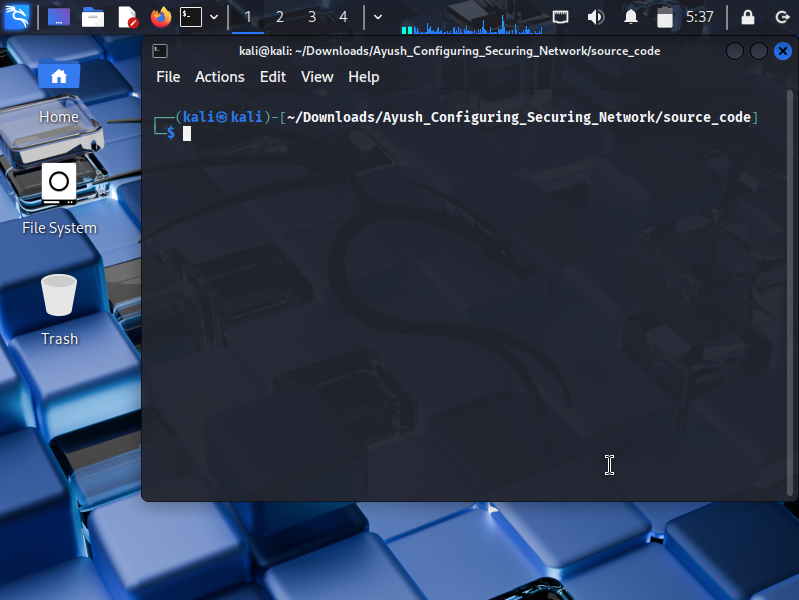 1 2 3 4 5:37
kali@kali: ~/Downloads/Ayush_Configuring_Securing_Network/source_code
File Actions Edit View Help
┌──(kali㉿kali)-[~/Downloads/Ayush_Configuring_Securing_Network/source_code]
└─$
Home
File System
Trash